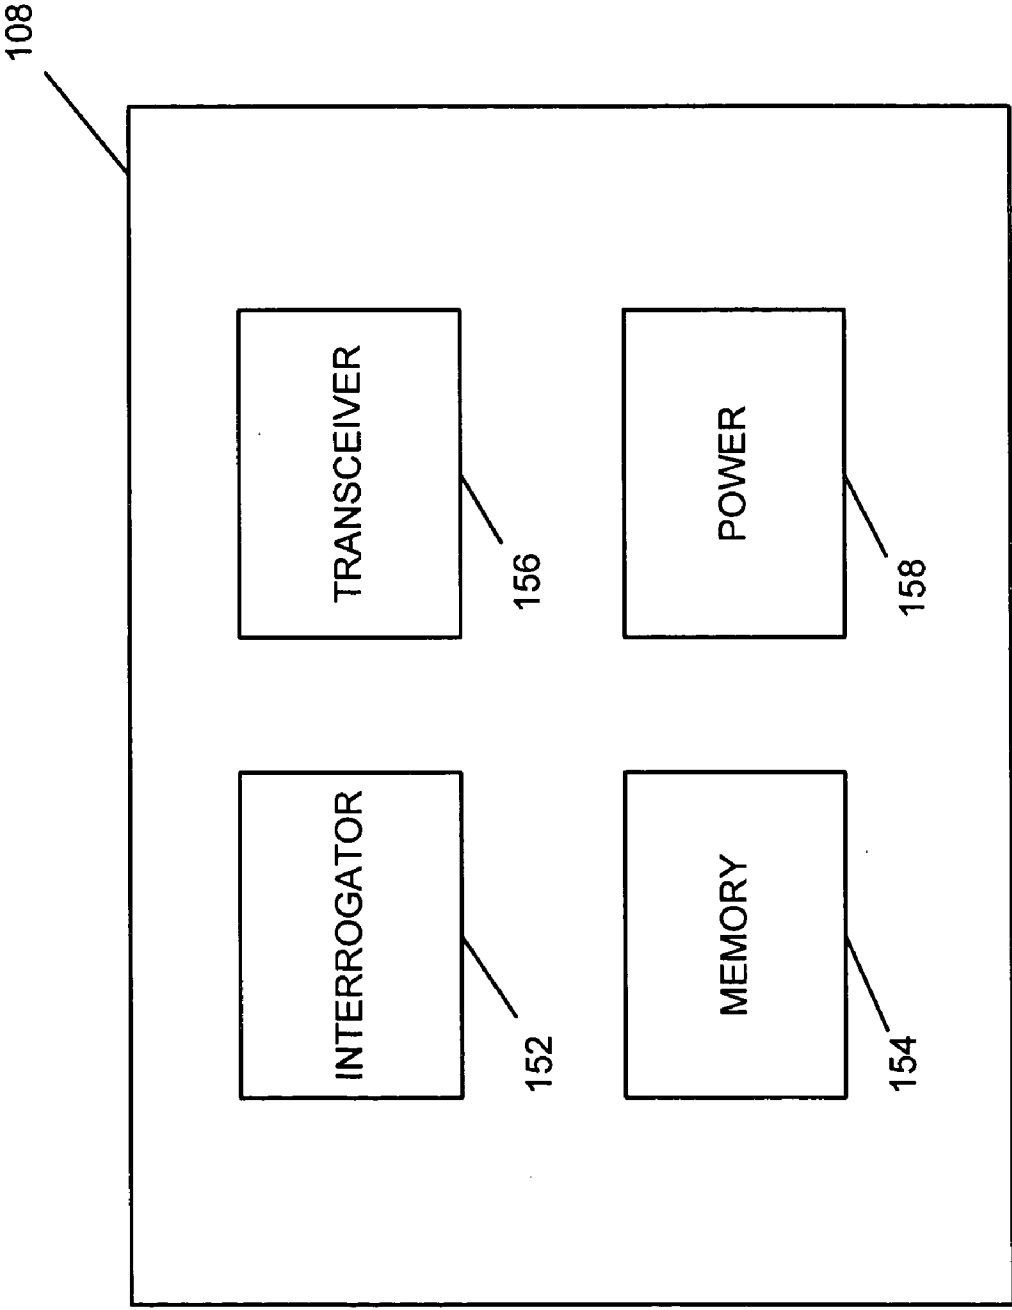 108
INTERROGATOR
152
TRANSCEIVER
156
MEMORY
154
POWER
158